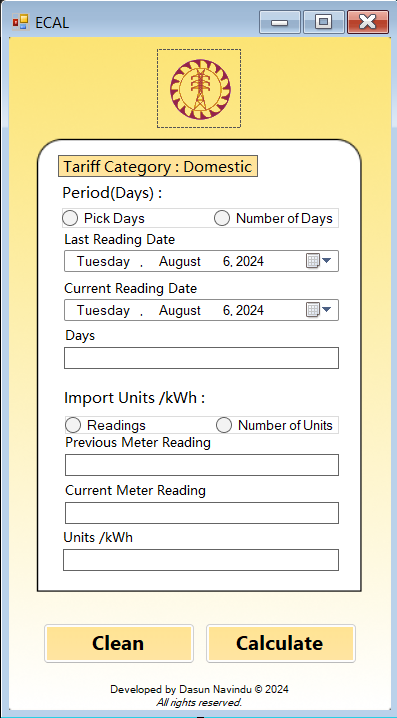 ECAL
Tariff Category : Domestic
Period(Days) :
Pick Days Number of Days
Last Reading Date
Tuesday , August 6, 2024
Current Reading Date
Tuesday , August 6, 2024
Days
Import Units /kWh :
Readings Number of Units
Previous Meter Reading
Current Meter Reading
Units /kWh
Clean Calculate
Developed by Dasun Navindu © 2024
All rights reserved.